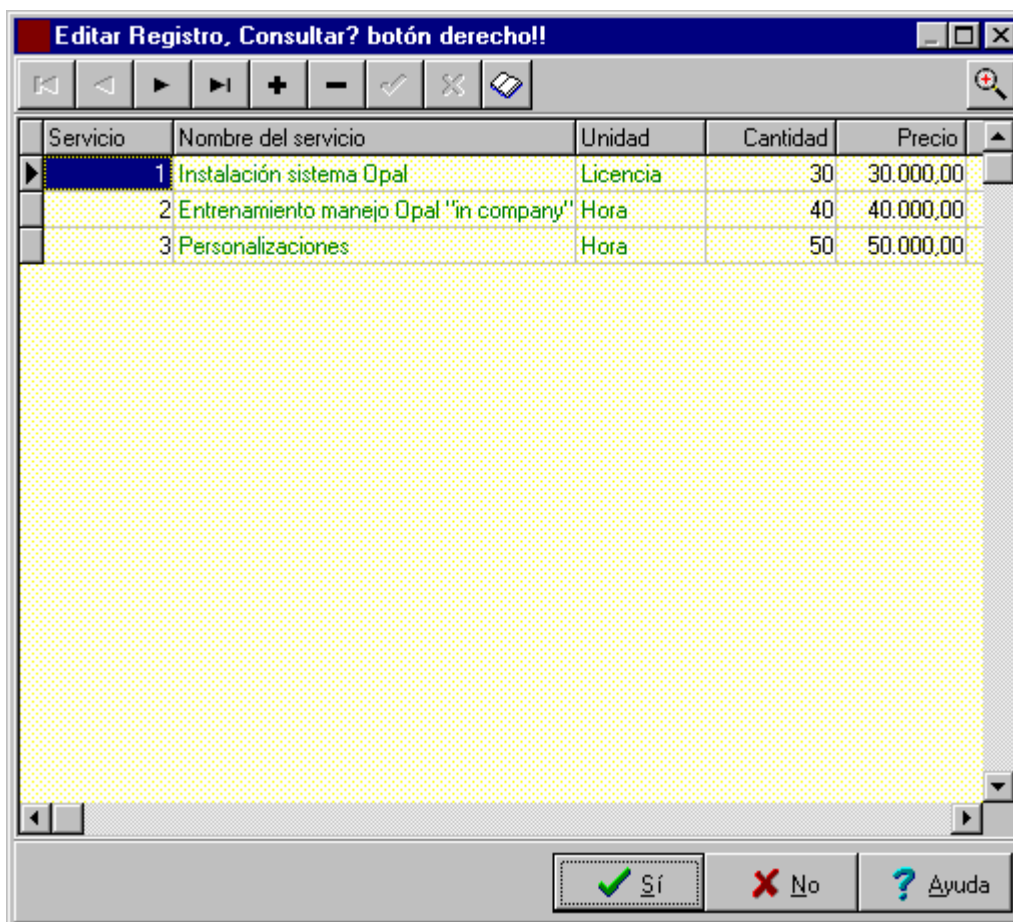 Editar Registro, Consultar? botón derecho!!
Servicio Nombre del servicio Unidad Cantidad Precio
1 Instalación sistema Opal Licencia 30 30.000,00
2 Entrenamiento manejo Opal "in company" Hora 40 40.000,00
3 Personalizaciones Hora 50 50.000,00
Sí No Ayuda